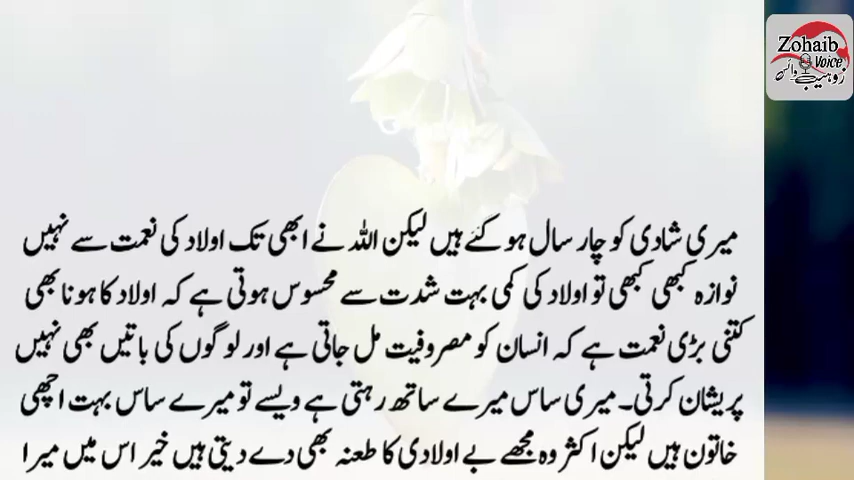 Zohaib
Voice
زوہیب وائس
میری شادی کو چار سال ہو گئے ہیں لیکن اللہ نے ابھی تک اولاد کی نعمت سے نہیں
نوازہ کبھی کبھی تو اولاد کی کمی بہت شدت سے محسوس ہوتی ہے کہ اولاد کا ہونا بھی
کتنی بڑی نعمت ہے کہ انسان کو مصروفیت مل جاتی ہے اور لوگوں کی باتیں بھی نہیں
پریشان کرتی۔ میری ساس میرے ساتھ رہتی ہے ویسے تو میرے ساس بہت اچھی
خاتون ہیں لیکن اکثر وہ مجھے بے اولادی کا طعنہ بھی دے دیتی ہیں خیر اس میں میرا